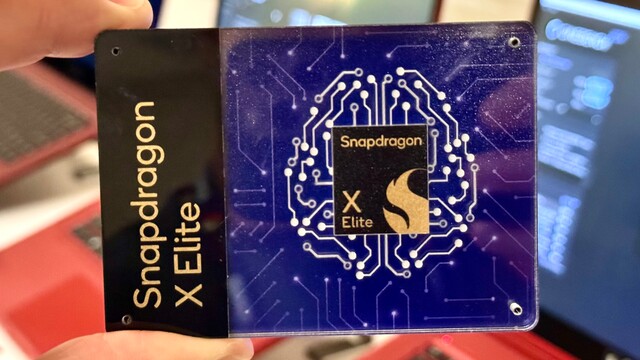 Snapdragon
X Elite
Snapdragon
X
Elite